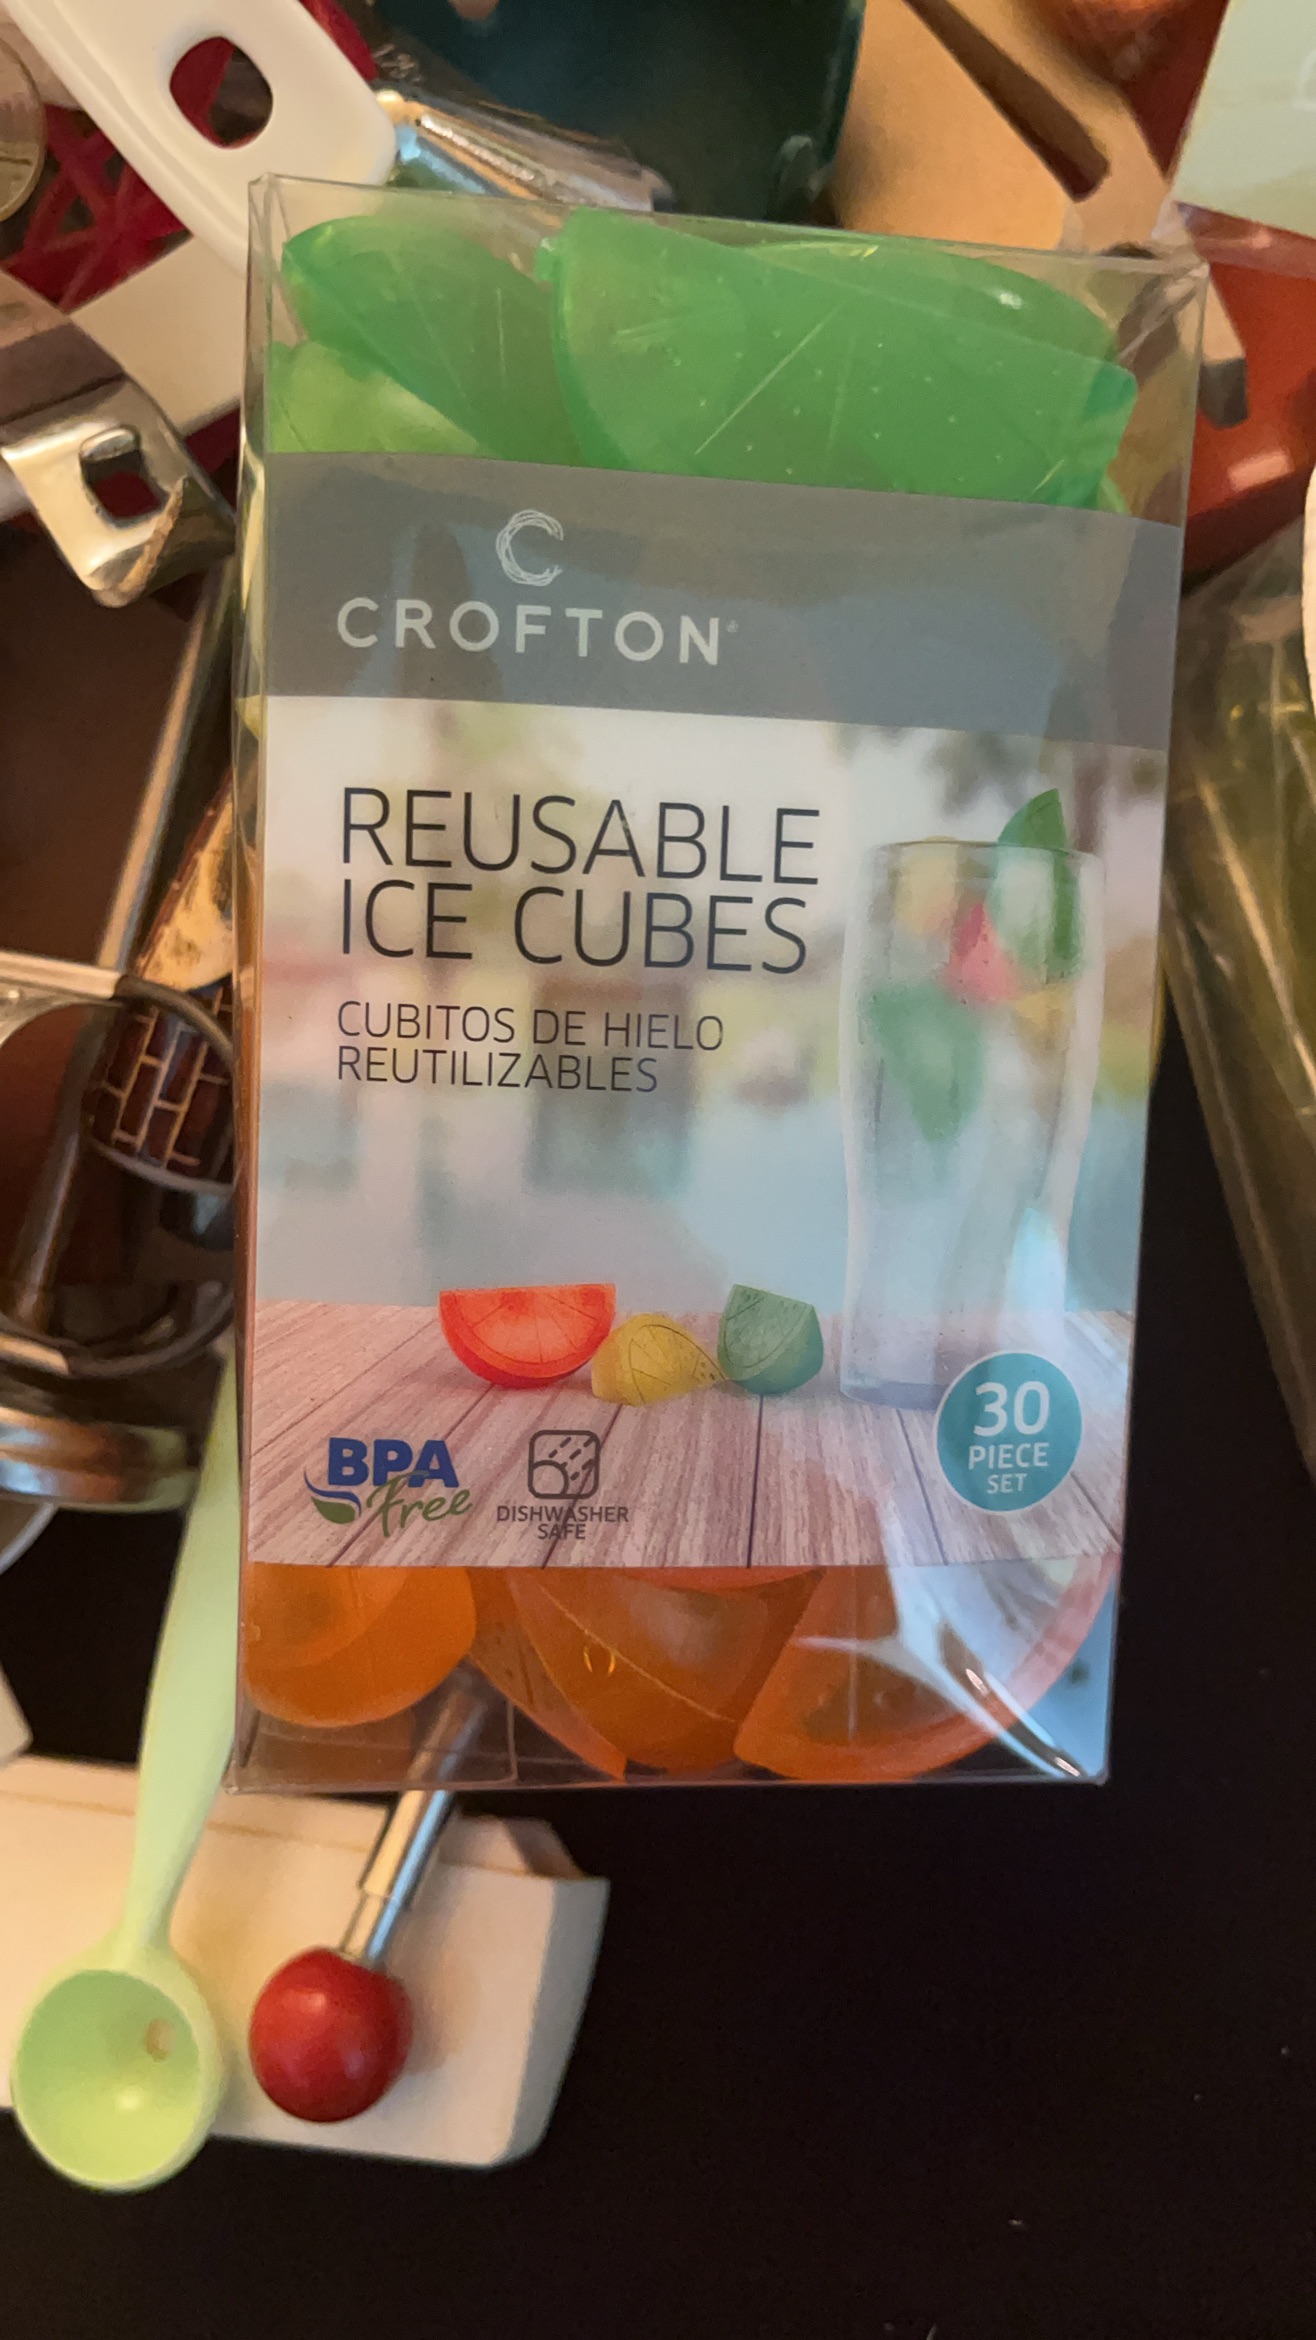 C
CROFTON®
REUSABLE
ICE CUBES
CUBITOS DE HIELO
REUTILIZABLES
30
PIECE
SET
BPA
Free
DISHWASHER
SAFE